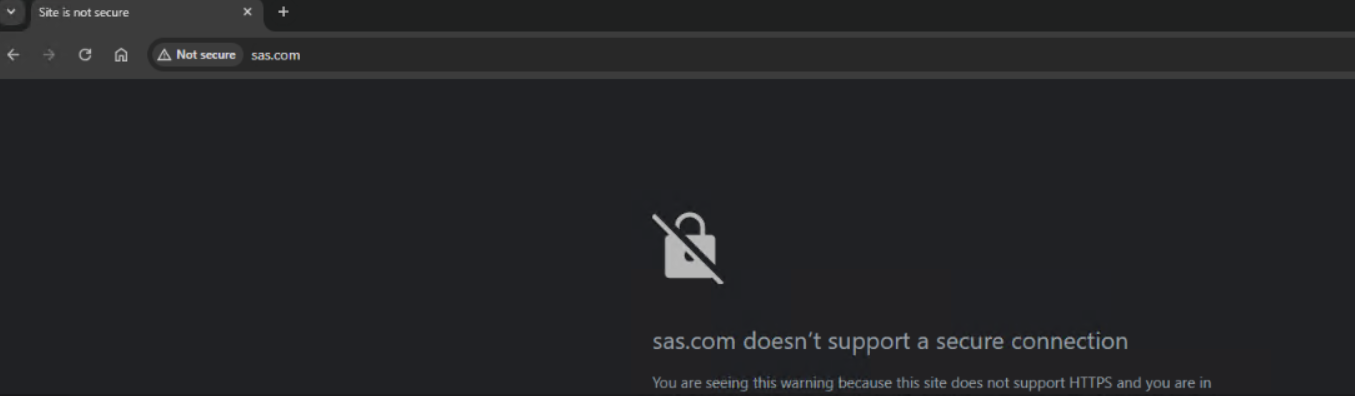 Site is not secure
Not secure sas.com
sas.com doesn't support a secure connection
You are seeing this warning because this site does not support HTTPS and you are in